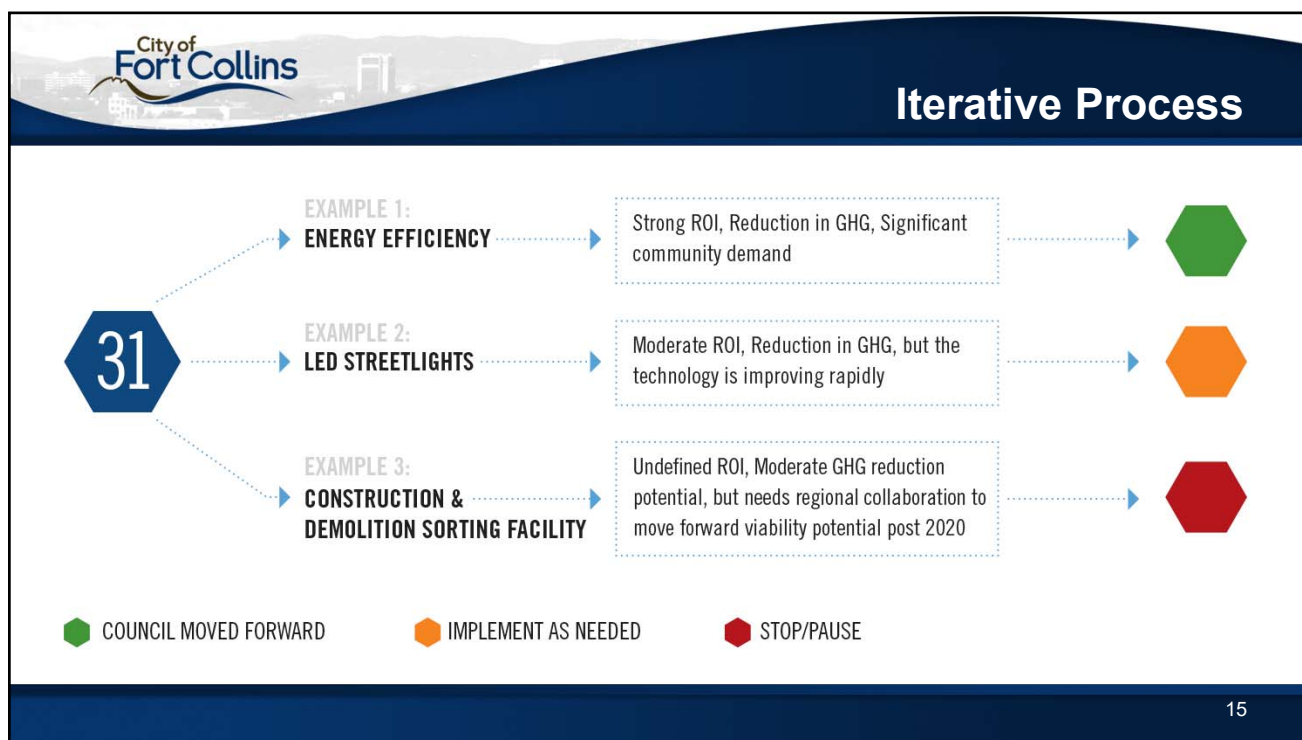 City of
Fort Collins
Iterative Process
EXAMPLE 1:
ENERGY EFFICIENCY
Strong ROI, Reduction in GHG, Significant
community demand
31
EXAMPLE 2:
LED STREETLIGHTS
Moderate ROI, Reduction in GHG, but the
technology is improving rapidly
EXAMPLE 3:
CONSTRUCTION &
DEMOLITION SORTING FACILITY
Undefined ROI, Moderate GHG reduction
potential, but needs regional collaboration to
move forward viability potential post 2020
COUNCIL MOVED FORWARD
IMPLEMENT AS NEEDED
STOP/PAUSE
15